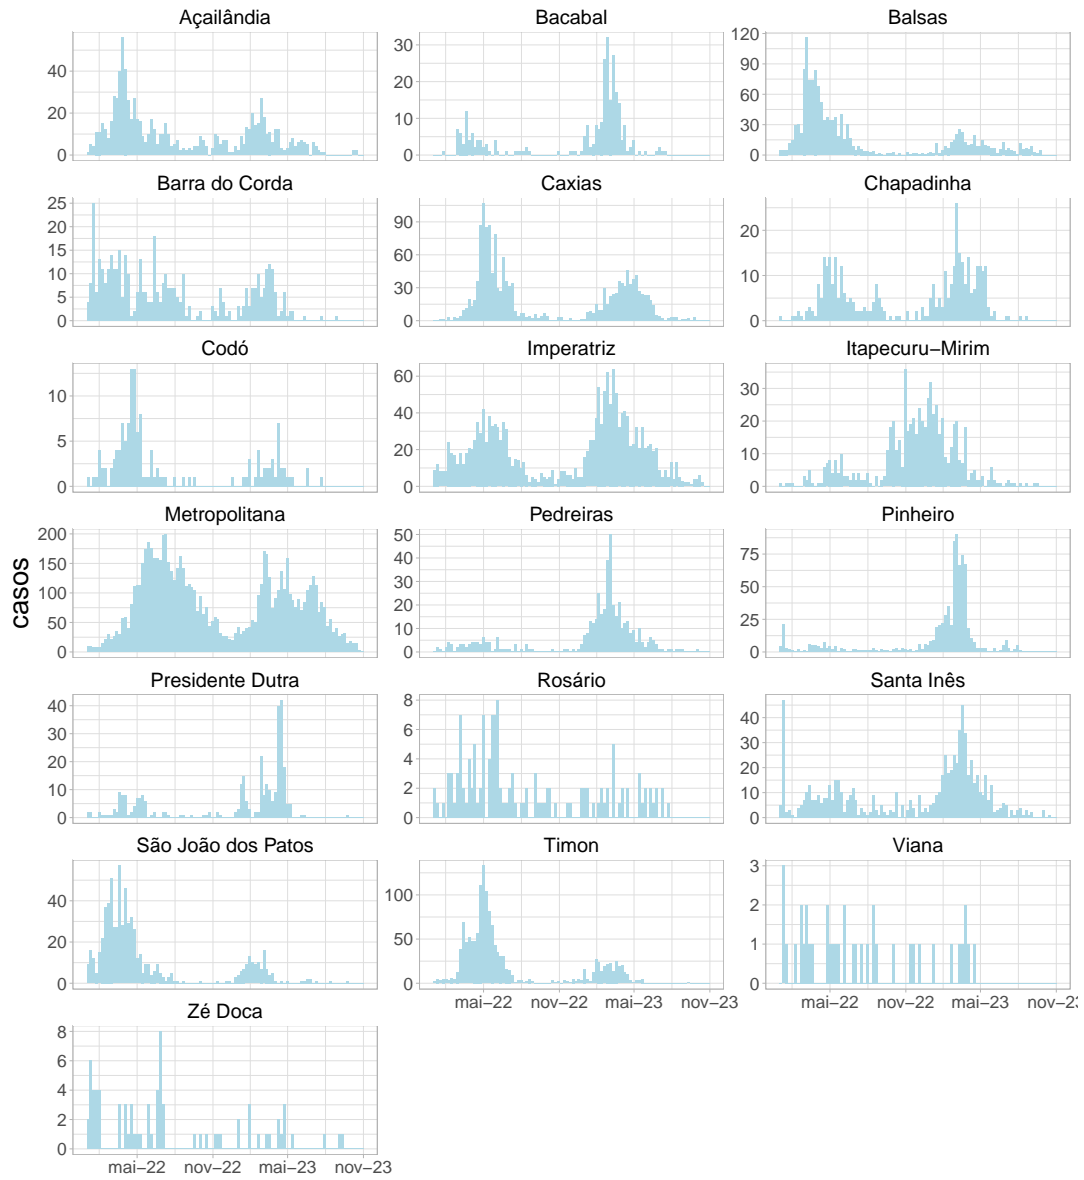 Açailândia
Bacabal
Balsas
0
20
40
0
10
20
30
0
30
60
90
120
Barra do Corda
Caxias
Chapadinha
0
5
10
15
20
25
0
30
60
90
0
10
20
Codó
Imperatriz
Itapecuru−Mirim
0
5
10
0
20
40
60
0
10
20
30
Metropolitana
Pedreiras
Pinheiro
0
50
100
150
200
0
10
20
30
40
50
0
25
50
75
Presidente Dutra
Rosário
Santa Inês
0
10
20
30
40
0
2
4
6
8
0
10
20
30
40
São João dos Patos
Timon
Viana
0
20
40
0
50
100
0
1
2
3
mai−22
nov−22
mai−23
nov−23
mai−22
nov−22
mai−23
nov−23
Zé Doca
0
2
4
6
8
mai−22
nov−22
mai−23
nov−23
casos